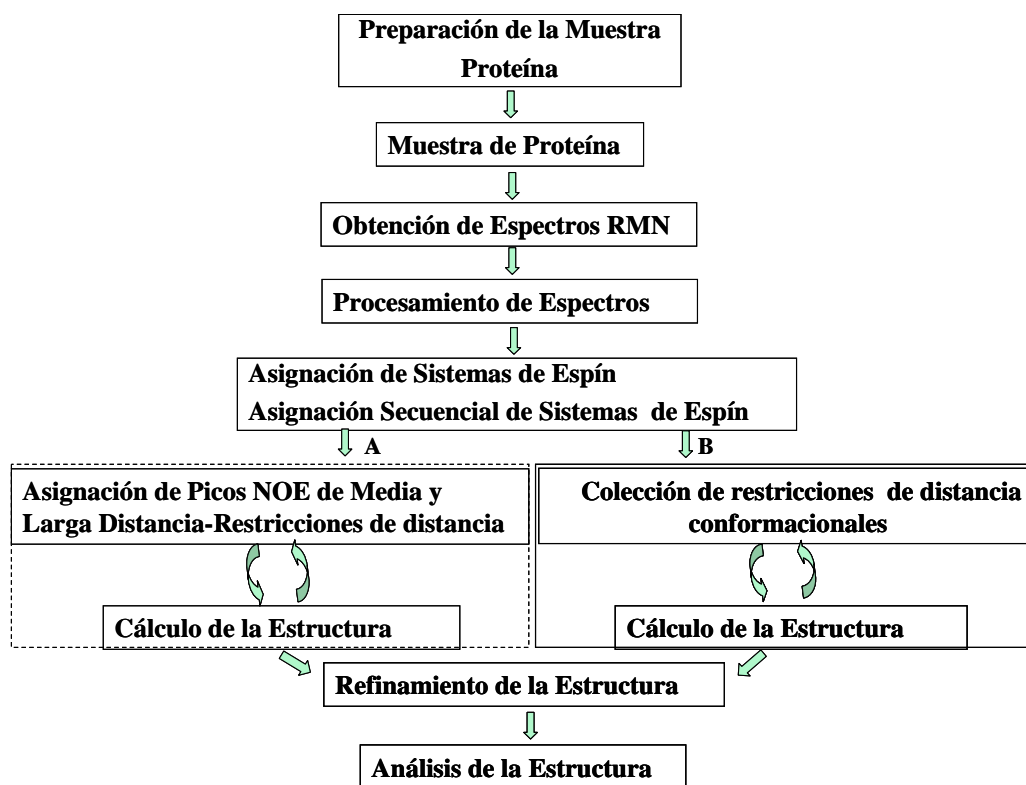 Preparación de la Muestra
Proteína
Muestra de Proteína
Obtención de Espectros RMN
Procesamiento de Espectros
Asignación de Sistemas de Espín
Asignación Secuencial de Sistemas de Espín
A
B
Asignación de Picos NOE de Media y
Larga Distancia-Restricciones de distancia
Colección de restricciones de distancia
conformacionales
Cálculo de la Estructura
Cálculo de la Estructura
Refinamiento de la Estructura
Análisis de la Estructura